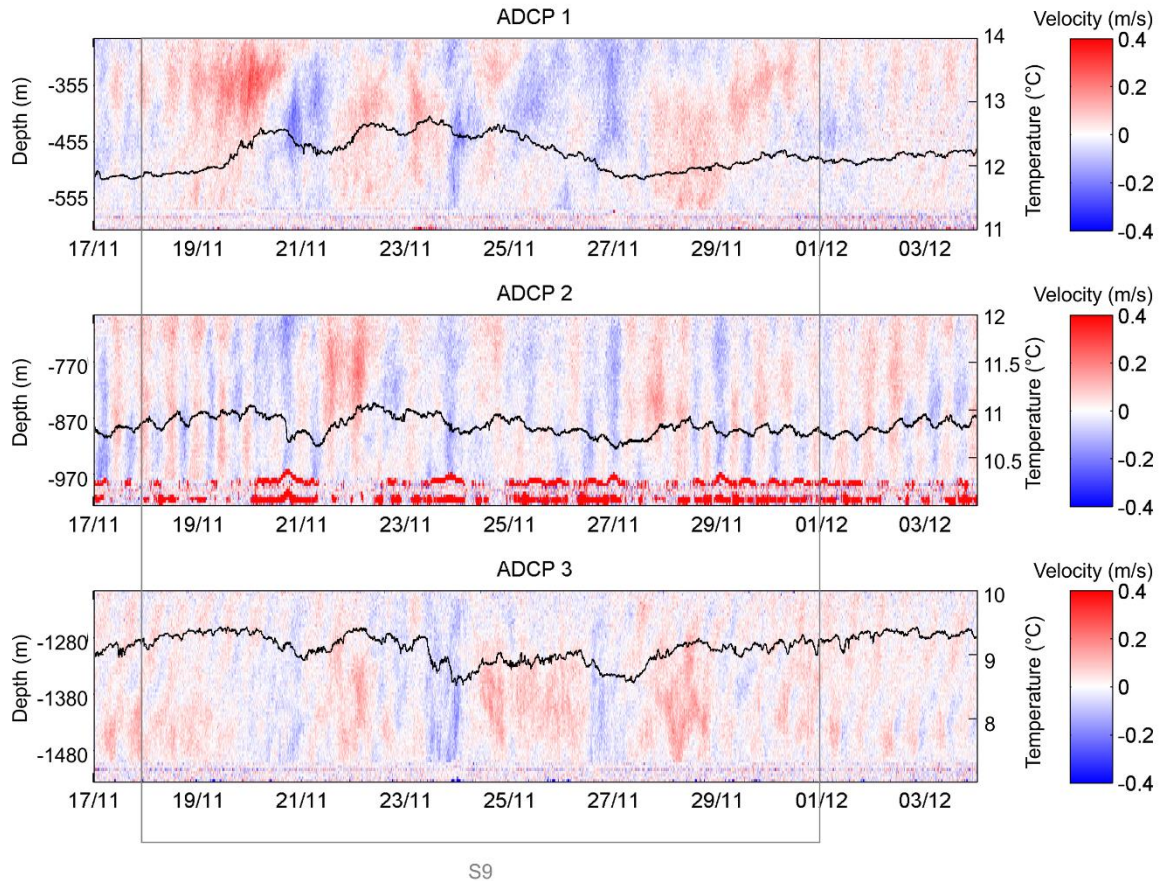 ADCP 1
Velocity (m/s)
Depth (m)
-355
-455
-555
14
13
12
11
Temperature (°C)
0.4
0.2
0
-0.2
-0.4
17/11 19/11 21/11 23/11 25/11 27/11 29/11 01/12 03/12
ADCP 2
Velocity (m/s)
Depth (m)
-770
-870
-970
12
11.5
11
10.5
Temperature (°C)
0.4
0.2
0
-0.2
-0.4
17/11 19/11 21/11 23/11 25/11 27/11 29/11 01/12 03/12
ADCP 3
Velocity (m/s)
Depth (m)
-1280
-1380
-1480
10
9
8
Temperature (°C)
0.4
0.2
0
-0.2
-0.4
17/11 19/11 21/11 23/11 25/11 27/11 29/11 01/12 03/12
S9